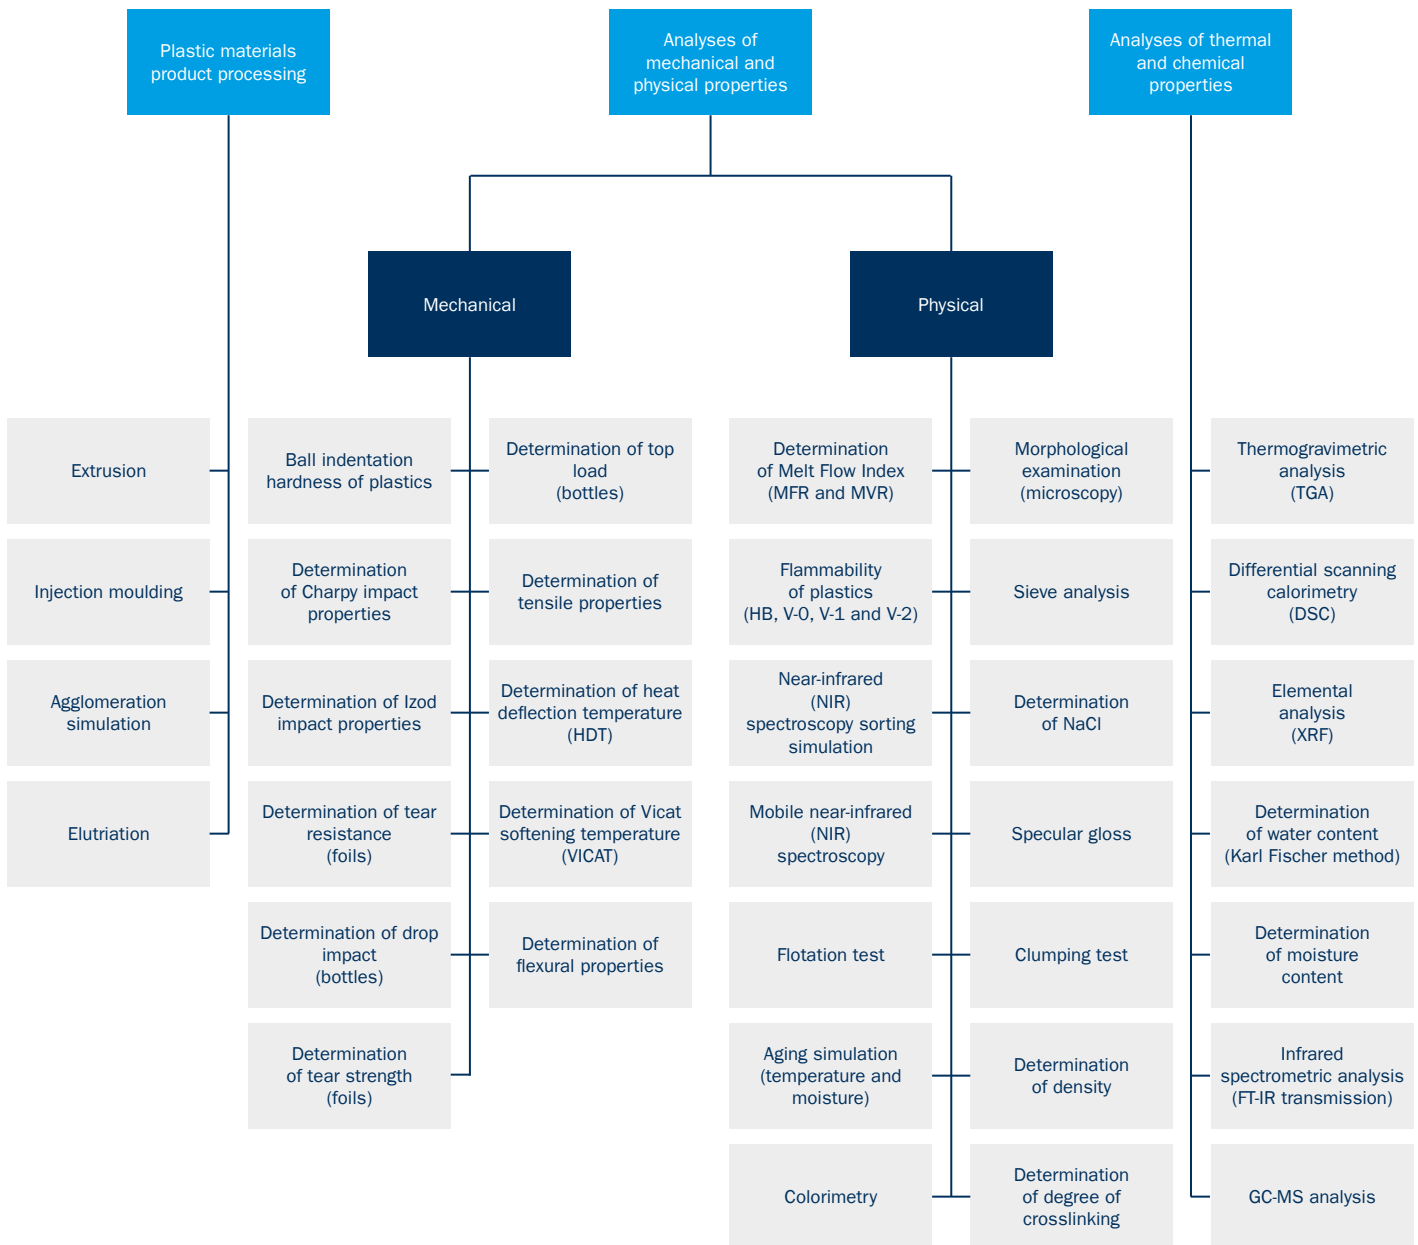 Plastic materials
product processing
Analyses of
mechanical and
physical properties
Analyses of thermal
and chemical
properties
Mechanical
Physical
Extrusion
Injection moulding
Agglomeration
simulation
Elutriation
Ball indentation
hardness of plastics
Determination
of Charpy impact
properties
Determination of Izod
impact properties
Determination of tear
resistance
(foils)
Determination of drop
impact
(bottles)
Determination
of tear strength
(foils)
Determination of top
load
(bottles)
Determination of
tensile properties
Determination of heat
deflection temperature
(HDT)
Determination of Vicat
softening temperature
(VICAT)
Determination of
flexural properties
Determination
of Melt Flow Index
(MFR and MVR)
Flammability
of plastics
(HB, V-0, V-1 and V-2)
Near-infrared
(NIR)
spectroscopy sorting
simulation
Mobile near-infrared
(NIR)
spectroscopy
Flotation test
Aging simulation
(temperature and
moisture)
Colorimetry
Morphological
examination
(microscopy)
Sieve analysis
Determination
of NaCl
Specular gloss
Clumping test
Determination
of density
Determination
of degree of
crosslinking
Thermogravimetric
analysis
(TGA)
Differential scanning
calorimetry
(DSC)
Elemental
analysis
(XRF)
Determination
of water content
(Karl Fischer method)
Determination
of moisture
content
Infrared
spectrometric analysis
(FT-IR transmission)
GC-MS analysis